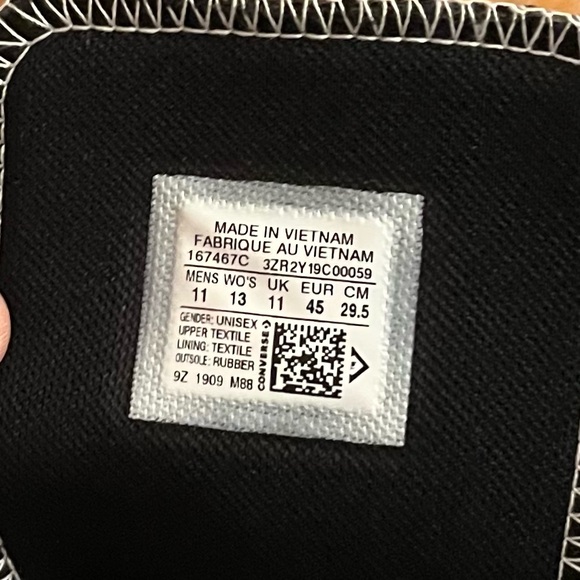 MADE IN VIETNAM
FABRIQUE AU VIETNAM
167467C 3ZR2Y19C00059
MENS WO'S UK EUR CM
11 13 11 45 29.5
GENDER: UNISEX
UPPER TEXTILE
LINING: TEXTILE
OUTSOLE: RUBBER
9Z 1909 M88
CONVERSE